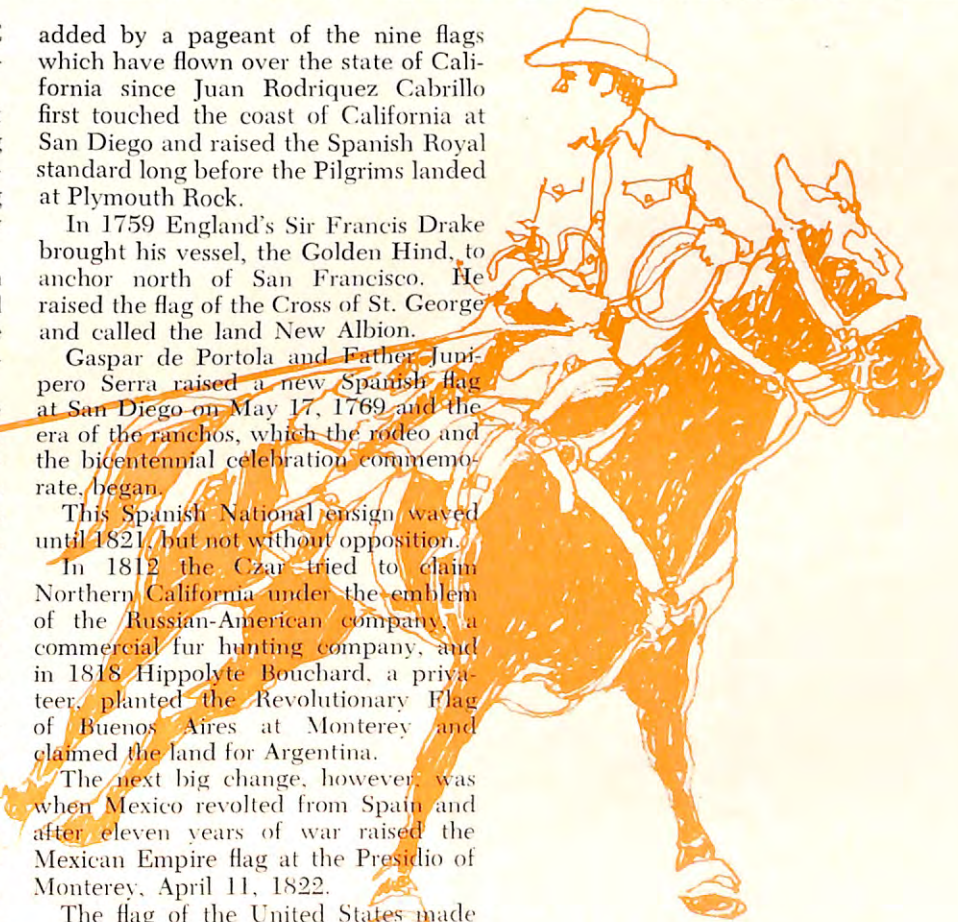 added by a pageant of the nine flags
which have flown over the state of Cali-
fornia since Juan Rodriquez Cabrillo
first touched the coast of California at
San Diego and raised the Spanish Royal
standard long before the Pilgrims landed
at Plymouth Rock.
In 1759 England's Sir Francis Drake
brought his vessel, the Golden Hind, to
anchor north of San Francisco. He
raised the flag of the Cross of St. George
and called the land New Albion.
Gaspar de Portola and Father Juni-
pero Serra raised a new Spanish flag
at San Diego on May 17, 1769 and the
era of the ranchos, which the rodeo and
the bicentennial celebration commemo-
rate, began.
This Spanish National ensign waved
until 1821, but not without opposition.
In 1812 the Czar tried to claim
Northern California under the emblem
of the Russian-American company, a
commercial fur hunting company, and
in 1818 Hippolyte Bouchard, a priva-
teer, planted the Revolutionary Flag
of Buenos Aires at Monterey and
claimed the land for Argentina.
The next big change, however, was
when Mexico revolted from Spain and
after eleven years of war raised the
Mexican Empire flag at the Presidio of
Monterey, April 11, 1822.
The flag of the United States made